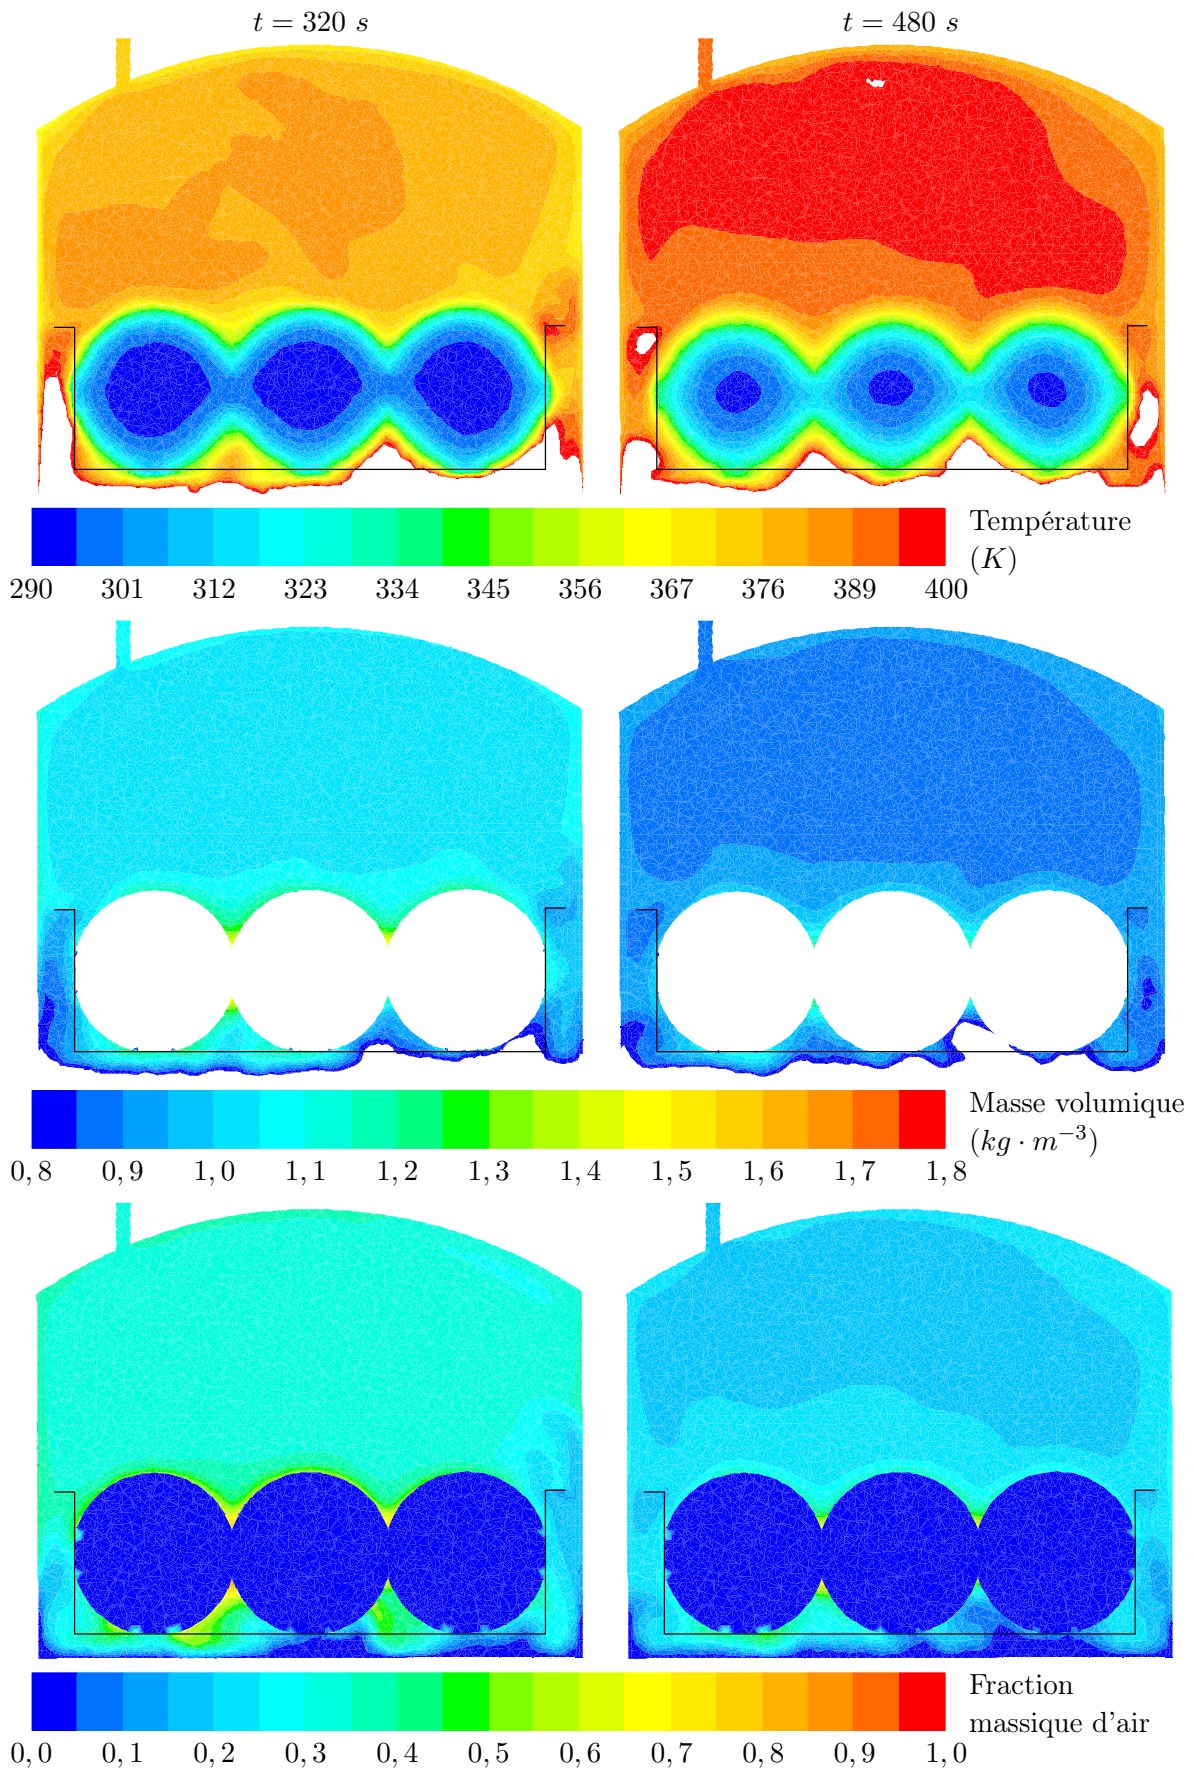 t = 320 s
t = 480 s
Température
(K)
290 301 312 323 334 345 356 367 376 389 400
Masse volumique
(kg · m⁻³)
0,8 0,9 1,0 1,1 1,2 1,3 1,4 1,5 1,6 1,7 1,8
Fraction
massique d'air
0,0 0,1 0,2 0,3 0,4 0,5 0,6 0,7 0,8 0,9 1,0